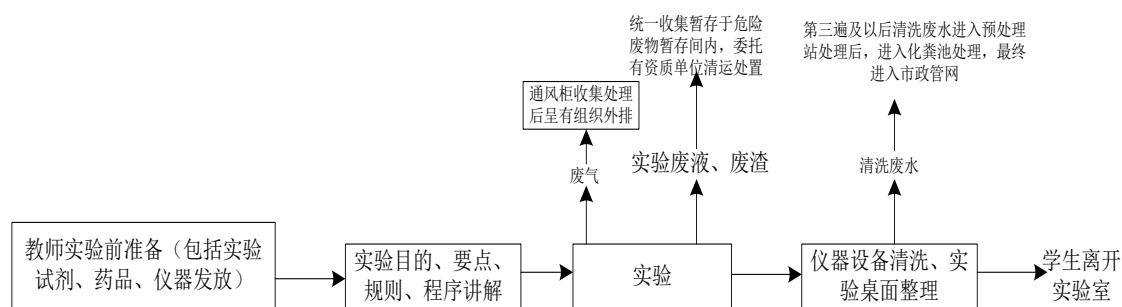 统一收集暂存于危险
废物暂存间内，委托
有资质单位清运处置
第三遍及以后清洗废水进入预处理
站处理后，进入化粪池处理，最终
进入市政管网
通风柜收集处理
后呈有组织外排
废气
实验废液、废渣
清洗废水
教师实验前准备（包括实验
试剂、药品、仪器发放）
实验目的、要点、
规则、程序讲解
实验
仪器设备清洗、实
验桌面整理
学生离开
实验室